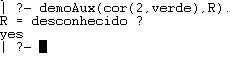 | ?- demoAux(cor(2,verde),R).
R = desconhecido ?
yes
| ?-